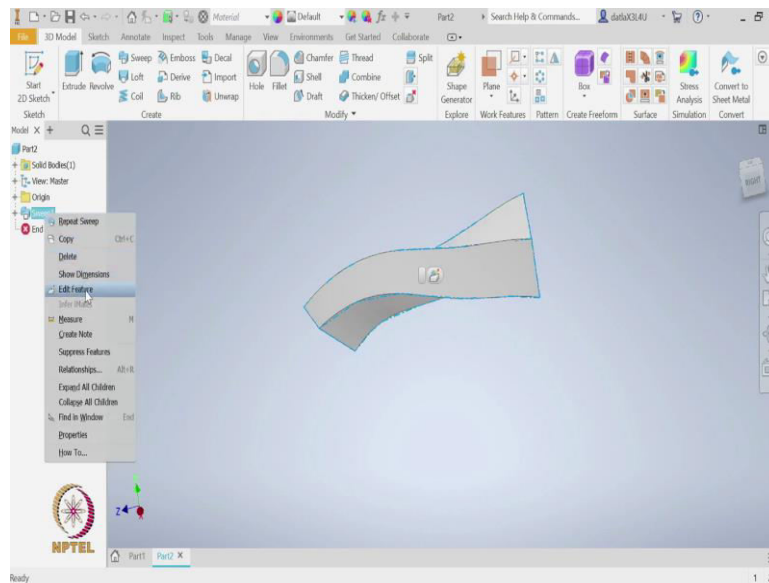 Material
Default
Part2
Search Help & Commands...
datlaX3L4U
File 3D Model Sketch Annotate Inspect Tools Manage View Environments Get Started Collaborate
Start
2D Sketch
Extrude Revolve
Sweep Emboss Decal
Loft Derive Import
Coil Rib Unwrap
Hole Fillet
Chamfer Thread Split
Shell Combine
Draft Thicken/ Offset
Shape
Generator
Plane
Box
Stress
Analysis
Convert to
Sheet Metal
Sketch Create Modify Explore Work Features Pattern Create Freeform Surface Simulation Convert
Model X +
Part2
Solid Bodies(1)
View: Master
Origin
End
Repeat Sweep
Copy Ctrl+C
Delete
Show Dimensions
Edit Feature
Measure M
Create Note
Suppress Features
Relationships... Alt+R
Expand All Children
Collapse All Children
Find in Window End
Properties
How To...
RIGHT
Z
NPTEL
Part1 Part2 X
Ready
1